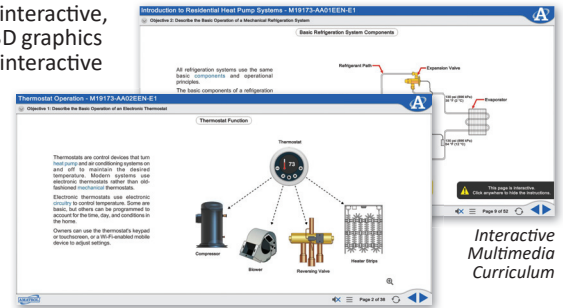 interactive,
3D graphics
interactive
Introduction to Residential Heat Pump Systems - M19173-AA01EEN-E1
Objective 2: Describe the Basic Operation of a Mechanical Refrigeration System
Basic Refrigeration System Components
All refrigeration systems use the same
basic components and operational
principles.
The basic components of a refrigeration
Refrigerant Path
Expansion Valve
Evaporator
This page is interactive.
Click anywhere to hide the instructions.
Page 9 of 52
Thermostat Operation - M19173-AA02EEN-E1
Objective 1: Describe the Basic Operation of an Electronic Thermostat
Thermostat Function
Thermostats are control devices that turn
heat pump and air conditioning systems on
and off to maintain the desired
temperature. Modern systems use
electronic thermostats rather than old-
fashioned mechanical thermostats.
Electronic thermostats use electronic
circuitry to control temperature. Some are
basic, but others can be programmed to
account for the time, day, and conditions in
the home.
Owners can use the thermostat's keypad
or touchscreen, or a Wi-Fi-enabled mobile
device to adjust settings.
Thermostat
73
Compressor
Blower
Reversing Valve
Heater Strips
AMATROL
Page 2 of 38
Interactive
Multimedia
Curriculum